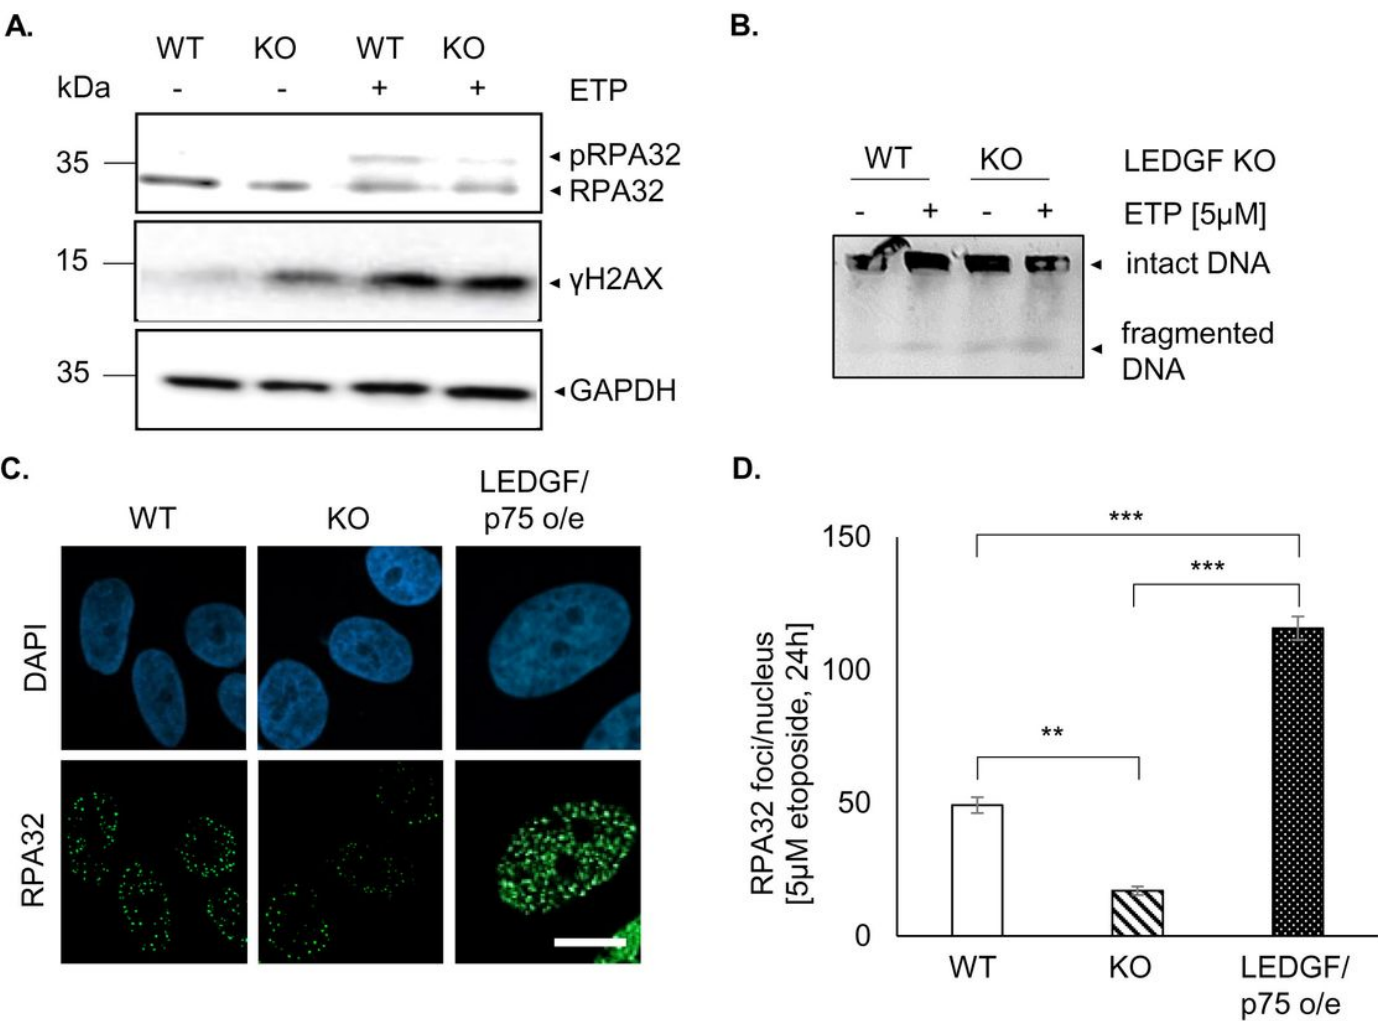 A.
WT KO WT KO
kDa - - + + ETP
35 pRPA32
RPA32
15 γH2AX
35 GAPDH
B.
WT KO LEDGF KO
- + - + ETP [5µM]
intact DNA
fragmented
DNA
C.
WT KO LEDGF/
p75 o/e
DAPI
RPA32
D.
RPA32 foci/nucleus
[5µM etoposide, 24h]
150
100
50
0
***
***
**
WT KO LEDGF/
p75 o/e